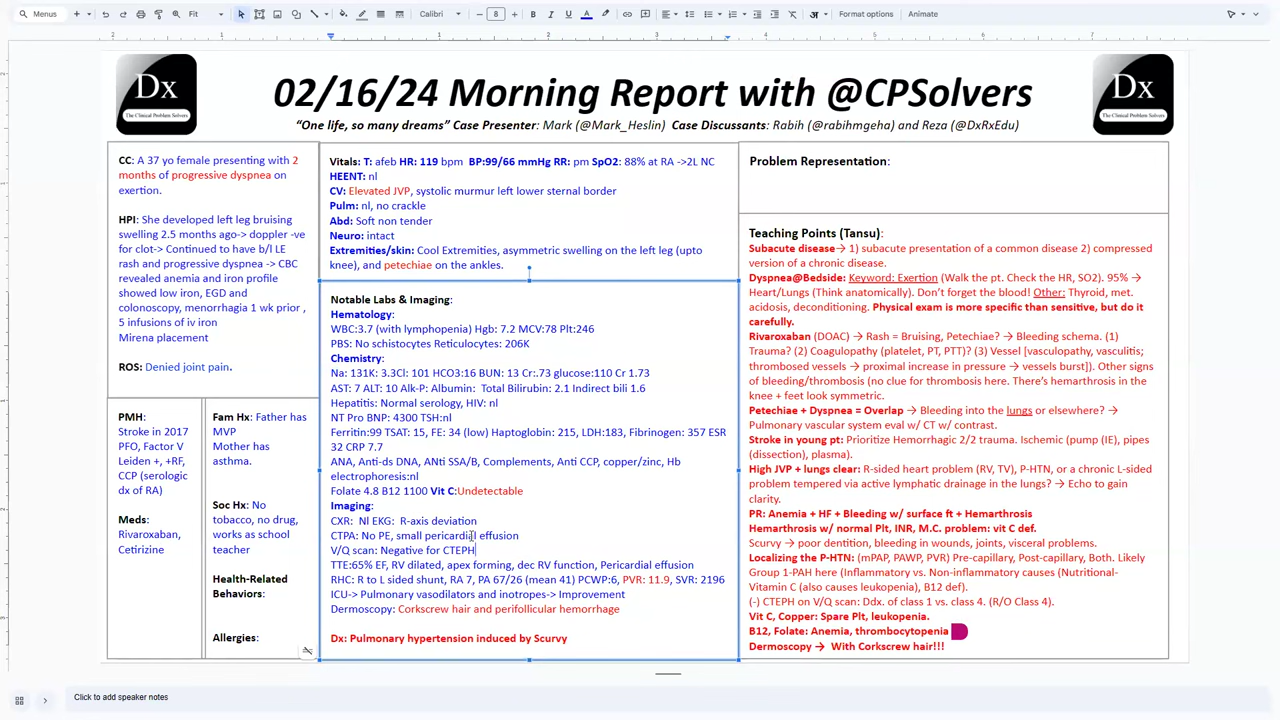 Menus
Fit
Calibri
8
B I U A
Format options
Animate
2 1 1 2 3 4 5 6 7
Dx
The Clinical Problem Solvers
02/16/24 Morning Report with @CPSolvers
"One life, so many dreams" Case Presenter: Mark (@Mark_Heslin) Case Discussants: Rabih (@rabihmgeha) and Reza (@DxRxEdu)
Dx
The Clinical Problem Solvers
CC: A 37 yo female presenting with 2
months of progressive dyspnea on
exertion.
HPI: She developed left leg bruising
swelling 2.5 months ago-> doppler -ve
for clot-> Continued to have b/l LE
rash and progressive dyspnea -> CBC
revealed anemia and iron profile
showed low iron, EGD and
colonoscopy, menorrhagia 1 wk prior ,
5 infusions of iv iron
Mirena placement
ROS: Denied joint pain.
PMH:
Stroke in 2017
PFO, Factor V
Leiden +, +RF,
CCP (serologic
dx of RA)
Meds:
Rivaroxaban,
Cetirizine
Fam Hx: Father has
MVP
Mother has
asthma.
Soc Hx: No
tobacco, no drug,
works as school
teacher
Health-Related
Behaviors:
Allergies:
Vitals: T: afeb HR: 119 bpm BP:99/66 mmHg RR: pm SpO2: 88% at RA ->2L NC
HEENT: nl
CV: Elevated JVP, systolic murmur left lower sternal border
Pulm: nl, no crackle
Abd: Soft non tender
Neuro: intact
Extremities/skin: Cool Extremities, asymmetric swelling on the left leg (upto
knee), and petechiae on the ankles.
Notable Labs & Imaging:
Hematology:
WBC:3.7 (with lymphopenia) Hgb: 7.2 MCV:78 Plt:246
PBS: No schistocytes Reticulocytes: 206K
Chemistry:
Na: 131K: 3.3Cl: 101 HCO3:16 BUN: 13 Cr:.73 glucose:110 Cr 1.73
AST: 7 ALT: 10 Alk-P: Albumin: Total Bilirubin: 2.1 Indirect bili 1.6
Hepatitis: Normal serology, HIV: nl
NT Pro BNP: 4300 TSH:nl
Ferritin:99 TSAT: 15, FE: 34 (low) Haptoglobin: 215, LDH:183, Fibrinogen: 357 ESR
32 CRP 7.7
ANA, Anti-ds DNA, ANti SSA/B, Complements, Anti CCP, copper/zinc, Hb
electrophoresis:nl
Folate 4.8 B12 1100 Vit C:Undetectable
Imaging:
CXR: Nl EKG: R-axis deviation
CTPA: No PE, small pericardial effusion
V/Q scan: Negative for CTEPH
TTE:65% EF, RV dilated, apex forming, dec RV function, Pericardial effusion
RHC: R to L sided shunt, RA 7, PA 67/26 (mean 41) PCWP:6, PVR: 11.9, SVR: 2196
ICU-> Pulmonary vasodilators and inotropes-> Improvement
Dermoscopy: Corkscrew hair and perifollicular hemorrhage
Dx: Pulmonary hypertension induced by Scurvy
Problem Representation:
Teaching Points (Tansu):
Subacute disease→ 1) subacute presentation of a common disease 2) compressed
version of a chronic disease.
Dyspnea@Bedside: Keyword: Exertion (Walk the pt. Check the HR, SO2). 95% →
Heart/Lungs (Think anatomically). Don't forget the blood! Other: Thyroid, met.
acidosis, deconditioning. Physical exam is more specific than sensitive, but do it
carefully.
Rivaroxaban (DOAC) → Rash = Bruising, Petechiae? → Bleeding schema. (1)
Trauma? (2) Coagulopathy (platelet, PT, PTT)? (3) Vessel [vasculopathy, vasculitis;
thrombosed vessels → proximal increase in pressure → vessels burst]). Other signs
of bleeding/thrombosis (no clue for thrombosis here. There's hemarthrosis in the
knee + feet look symmetric).
Petechiae + Dyspnea = Overlap → Bleeding into the lungs or elsewhere? →
Pulmonary vascular system eval w/ CT w/ contrast.
Stroke in young pt: Prioritize Hemorrhagic 2/2 trauma. Ischemic (pump (IE), pipes
(dissection), plasma).
High JVP + lungs clear: R-sided heart problem (RV, TV), P-HTN, or a chronic L-sided
problem tempered via active lymphatic drainage in the lungs? → Echo to gain
clarity.
PR: Anemia + HF + Bleeding w/ surface ft + Hemarthrosis
Hemarthrosis w/ normal Plt, INR, M.C. problem: vit C def.
Scurvy → poor dentition, bleeding in wounds, joints, visceral problems.
Localizing the P-HTN: (mPAP, PAWP, PVR) Pre-capillary, Post-capillary, Both. Likely
Group 1-PAH here (Inflammatory vs. Non-inflammatory causes (Nutritional-
Vitamin C (also causes leukopenia), B12 def).
(-) CTEPH on V/Q scan: Ddx. of class 1 vs. class 4. (R/O Class 4).
Vit C, Copper: Spare Plt, leukopenia.
B12, Folate: Anemia, thrombocytopenia
Dermoscopy → With Corkscrew hair!!!
Click to add speaker notes